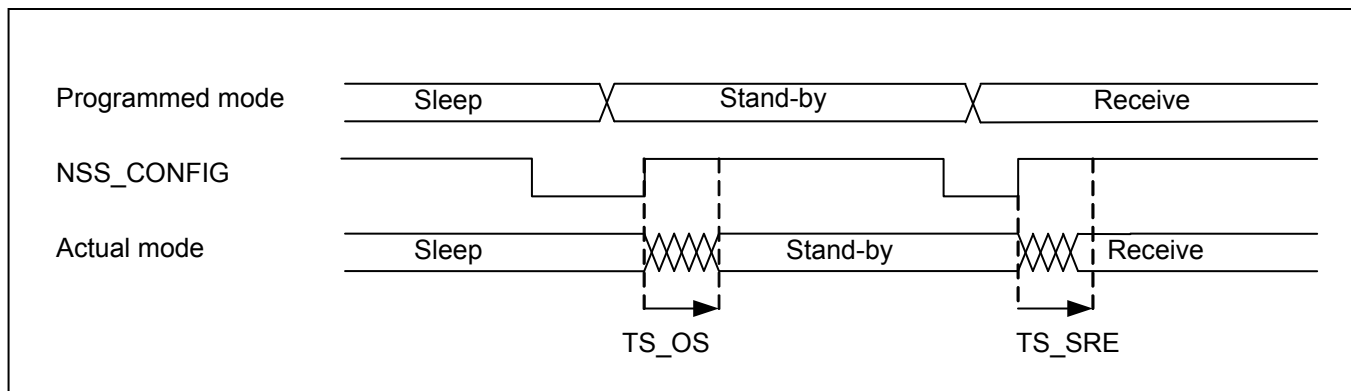 Programmed mode Sleep Stand-by Receive
NSS_CONFIG
Actual mode Sleep Stand-by Receive
TS_OS TS_SRE